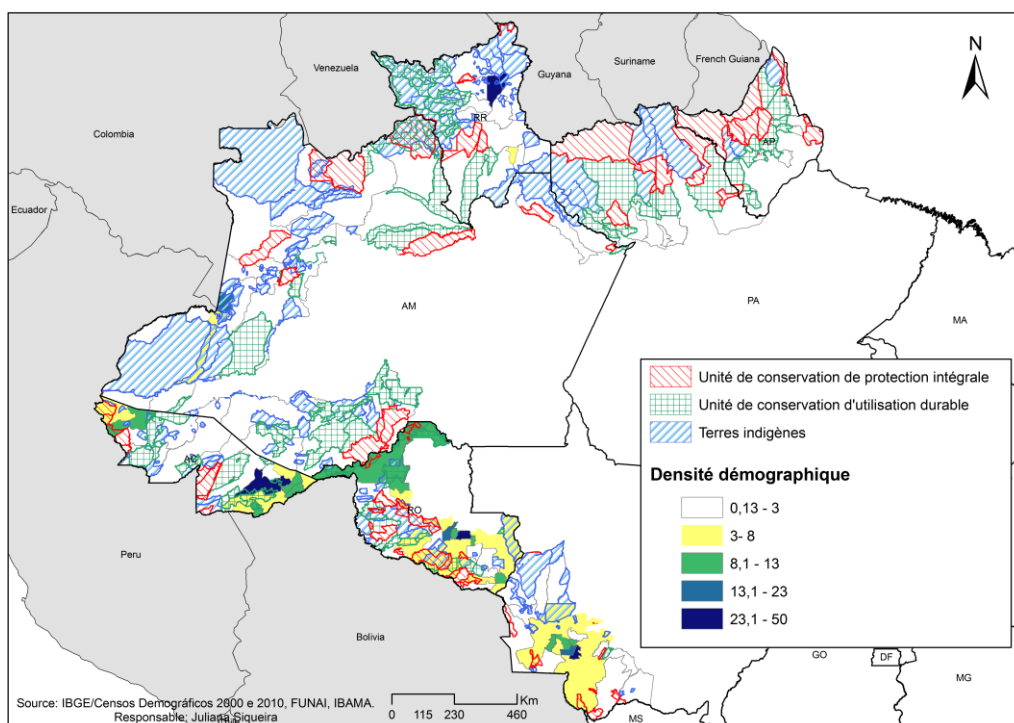 N
Venezuela
Guyana
Suriname
French Guiana
Colombia
RR
AP
Ecuador
AM
PA
MA
Unité de conservation de protection intégrale
Unité de conservation d'utilisation durable
Terres indigènes
Densité démographique
0,13 - 3
3- 8
8,1 - 13
13,1 - 23
23,1 - 50
AC
RO
Peru
Bolivia
GO
DF
MG
MS
Source: IBGE/Censos Demográficos 2000 e 2010, FUNAI, IBAMA.
Responsable: Juliana Siqueira
Km
0 115 230 460